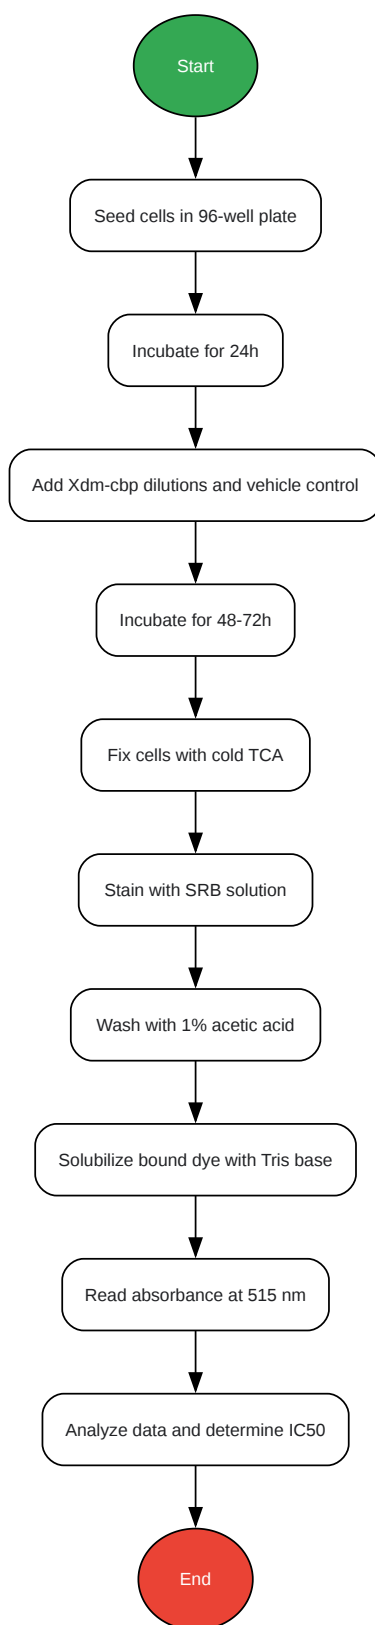 Start
Seed cells in 96-well plate
Incubate for 24h
Add Xdm-cbp dilutions and vehicle control
Incubate for 48-72h
Fix cells with cold TCA
Stain with SRB solution
Wash with 1% acetic acid
Solubilize bound dye with Tris base
Read absorbance at 515 nm
Analyze data and determine IC50
End